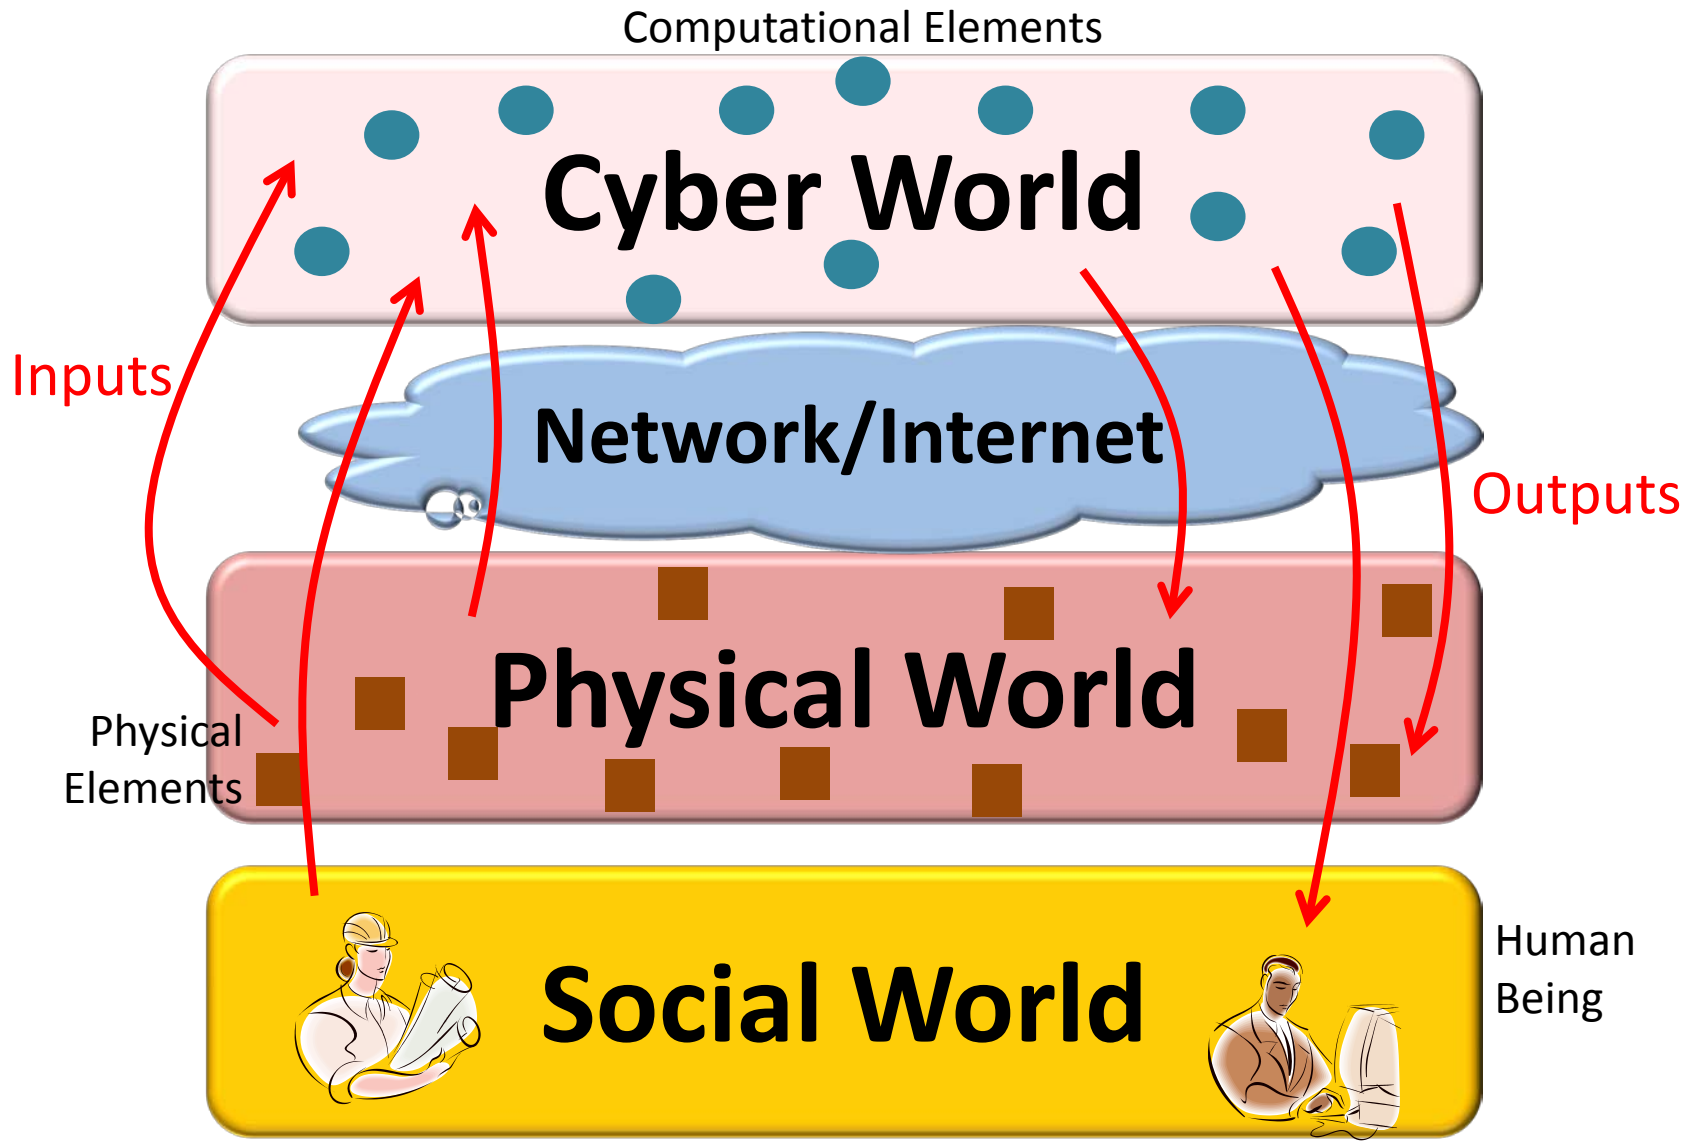 Computational Elements
Cyber World
Inputs
Network/Internet
Outputs
Physical World
Physical
Elements
Human
Being
Social World